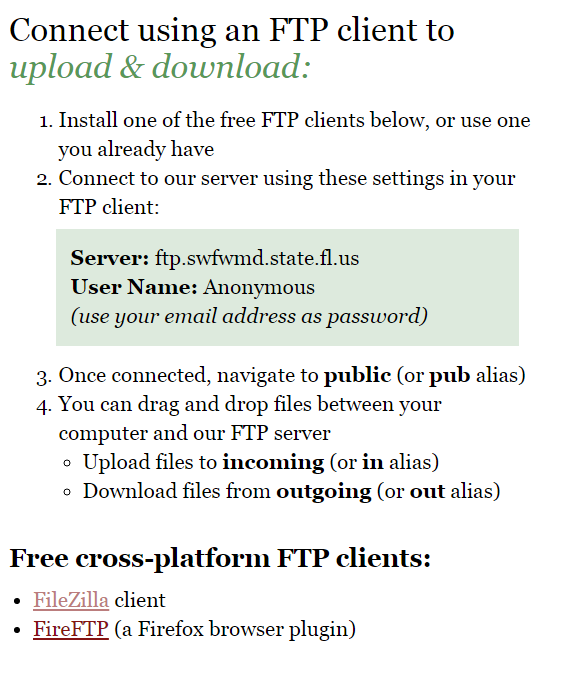 Connect using an FTP client to
upload & download:
1. Install one of the free FTP clients below, or use one
you already have
2. Connect to our server using these settings in your
FTP client:
Server: ftp.swfwmd.state.fl.us
User Name: Anonymous
(use your email address as password)
3. Once connected, navigate to public (or pub alias)
4. You can drag and drop files between your
computer and our FTP server
Upload files to incoming (or in alias)
Download files from outgoing (or out alias)
Free cross-platform FTP clients:
FileZilla client
FireFTP (a Firefox browser plugin)